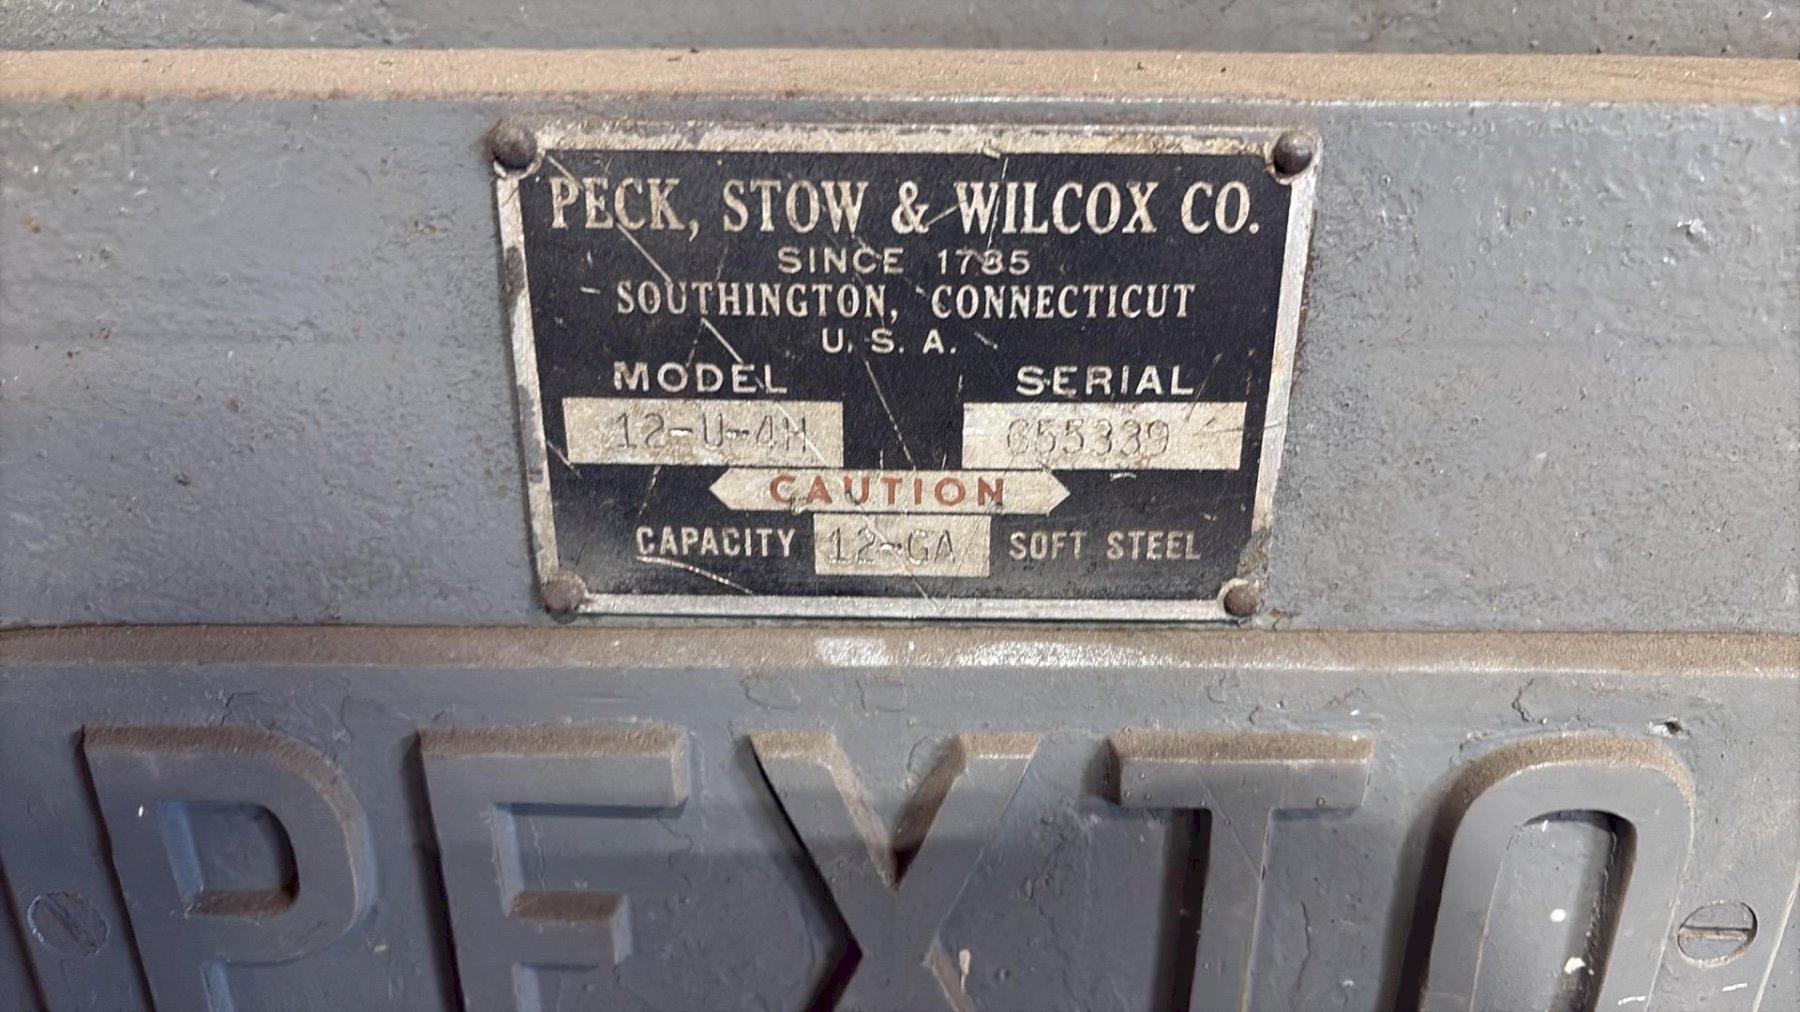 PECK, STOW & WILCOX CO.
SINCE 1785
SOUTHINGTON, CONNECTICUT
U. S. A.
MODEL SERIAL
12-U-4H 655339
CAUTION
CAPACITY 12-GA SOFT STEEL
PEXTO